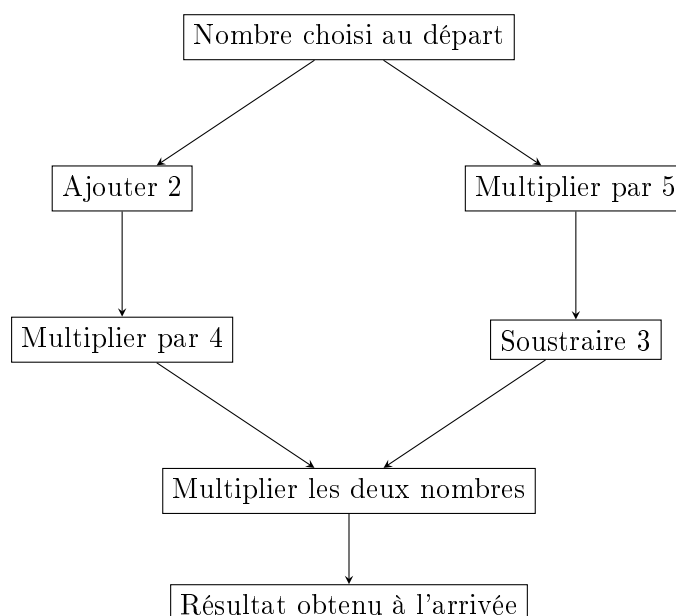 Nombre choisi au départ
Ajouter 2
Multiplier par 5
Multiplier par 4
Soustraire 3
Multiplier les deux nombres
Résultat obtenu à l'arrivée